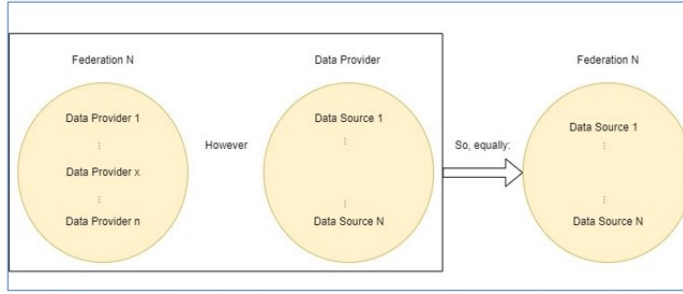 Federation N
Data Provider 1
⋮
Data Provider x
⋮
Data Provider n
However
Data Provider
Data Source 1
⋮
⋮
Data Source N
So, equally:
Federation N
Data Source 1
⋮
⋮
Data Source N